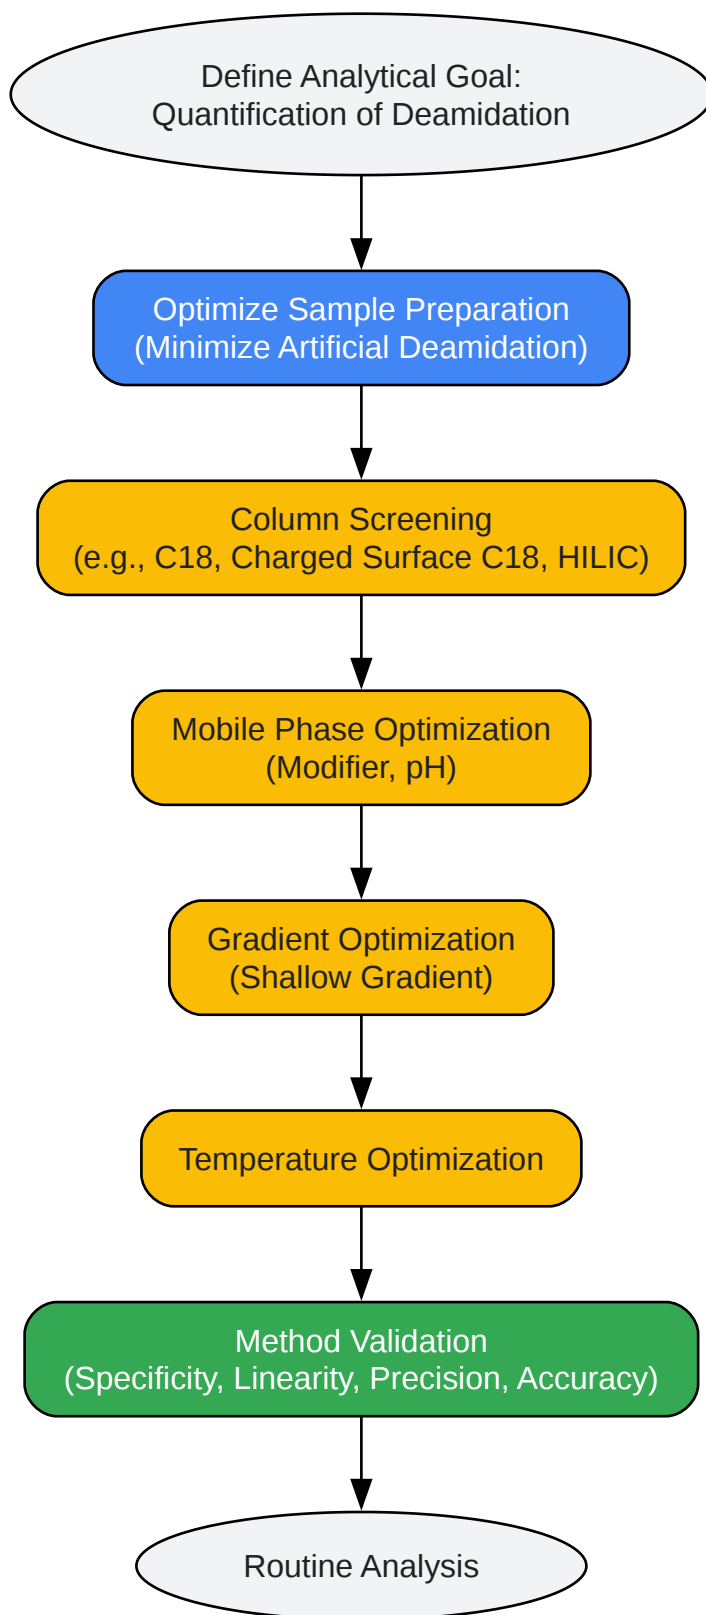 Define Analytical Goal:
Quantification of Deamidation
Optimize Sample Preparation
(Minimize Artificial Deamidation)
Column Screening
(e.g., C18, Charged Surface C18, HILIC)
Mobile Phase Optimization
(Modifier, pH)
Gradient Optimization
(Shallow Gradient)
Temperature Optimization
Method Validation
(Specificity, Linearity, Precision, Accuracy)
Routine Analysis